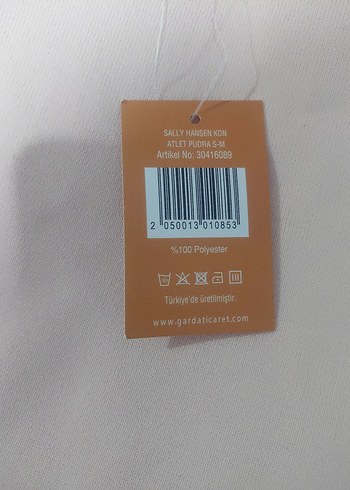 SALLY HANSEN KDN
ATLET PUDRA S-M
Artikel No: 30416089
2 050013 010853
%100 Polyester
Türkiye'de üretilmiştir.
www.gardaticaret.com